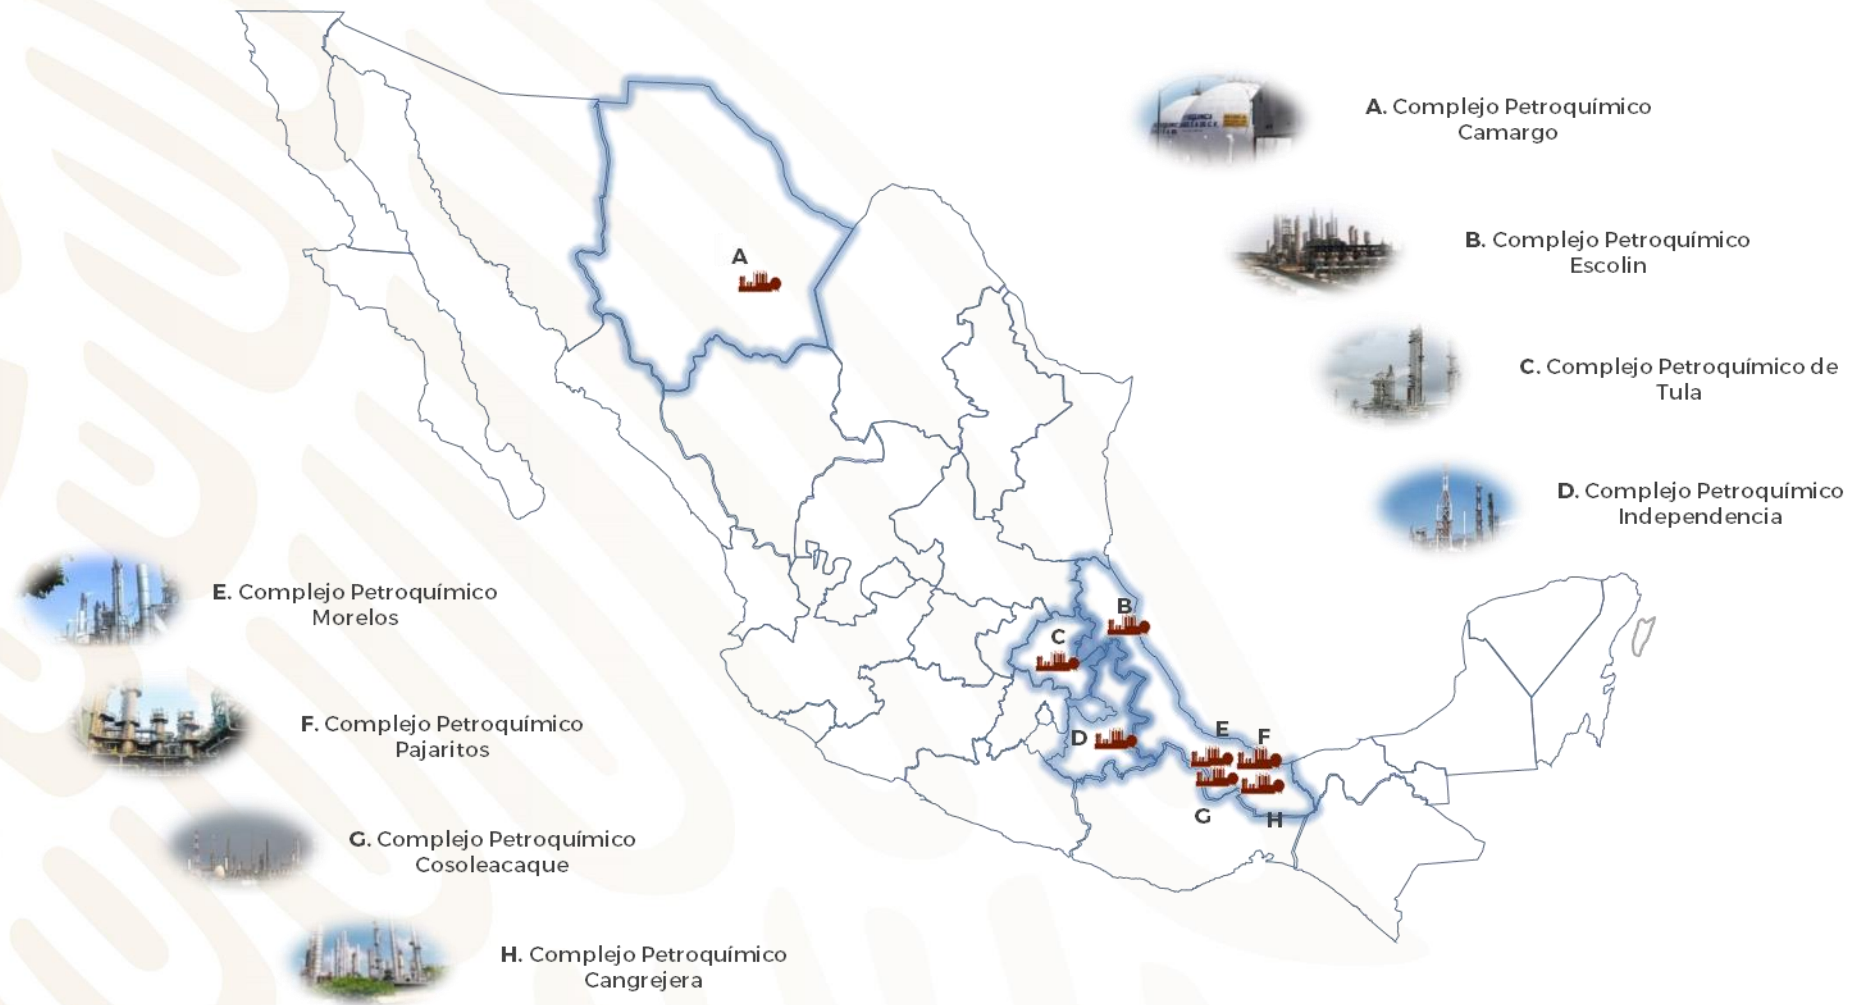 A. Complejo Petroquímico
Camargo
B. Complejo Petroquímico
Escolin
C. Complejo Petroquímico de
Tula
D. Complejo Petroquímico
Independencia
E. Complejo Petroquímico
Morelos
F. Complejo Petroquímico
Pajaritos
G. Complejo Petroquímico
Cosoleacaque
H. Complejo Petroquímico
Cangrejera
A
B
C
D
E
F
G
H